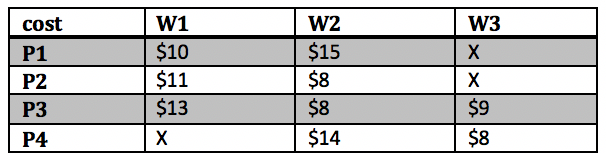 cost W1 W2 W3
P1 $10 $15 X
P2 $11 $8 X
P3 $13 $8 $9
P4 X $14 $8